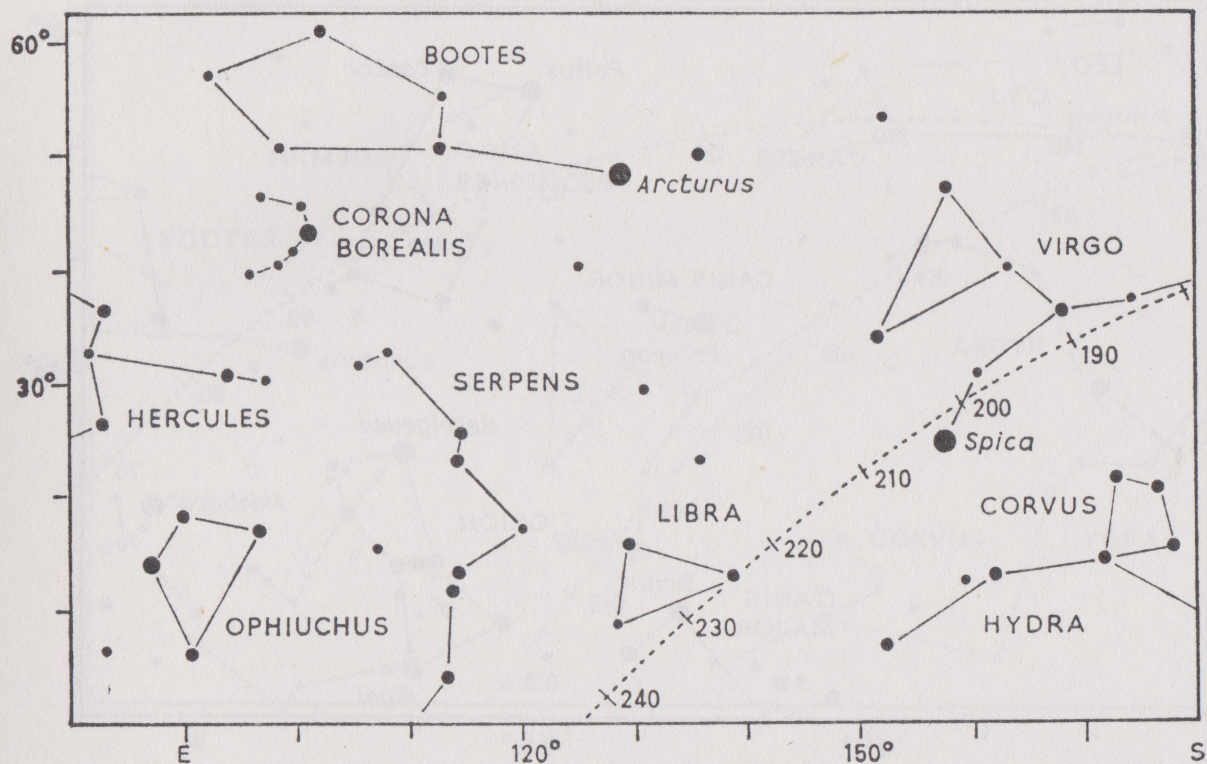 60°
BOOTES
Arcturus
CORONA
BOREALIS
VIRGO
190
30°
SERPENS
HERCULES
200
Spica
210
CORVUS
LIBRA
220
OPHIUCHUS
230
HYDRA
240
E
120°
150°
S